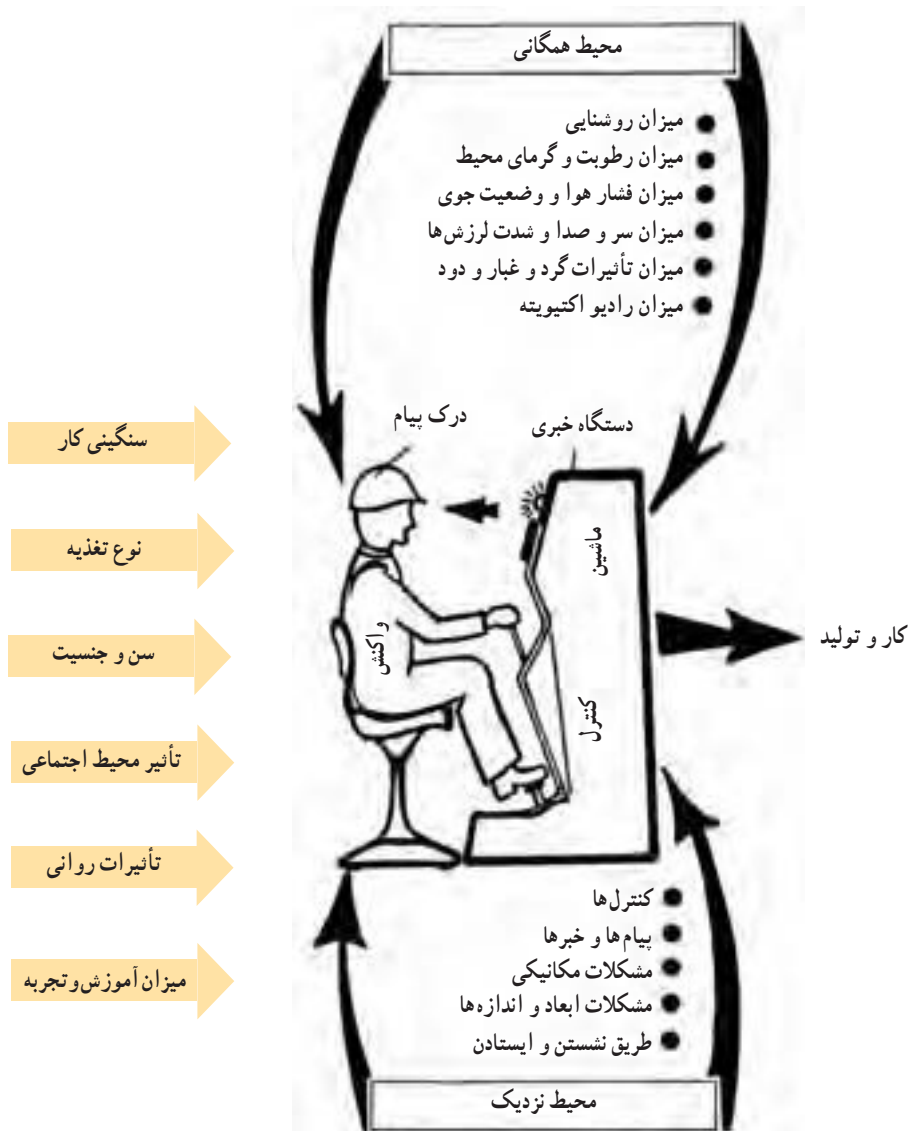 محیط همگانی
میزان روشنایی
میزان رطوبت و گرمای محیط
میزان فشار هوا و وضعیت جوی
میزان سر و صدا و شدت لرزش‌ها
میزان تأثیرات گرد و غبار و دود
میزان رادیو اکتیویته
دستگاه خبری
درک پیام
ماشین
کنترل
واکنش
کار و تولید
سنگینی کار
نوع تغذیه
سن و جنسیت
تأثیر محیط اجتماعی
تأثیرات روانی
میزان آموزش و تجربه
کنترل‌ها
پیام‌ها و خبرها
مشکلات مکانیکی
مشکلات ابعاد و اندازه‌ها
طریق نشستن و ایستادن
محیط نزدیک